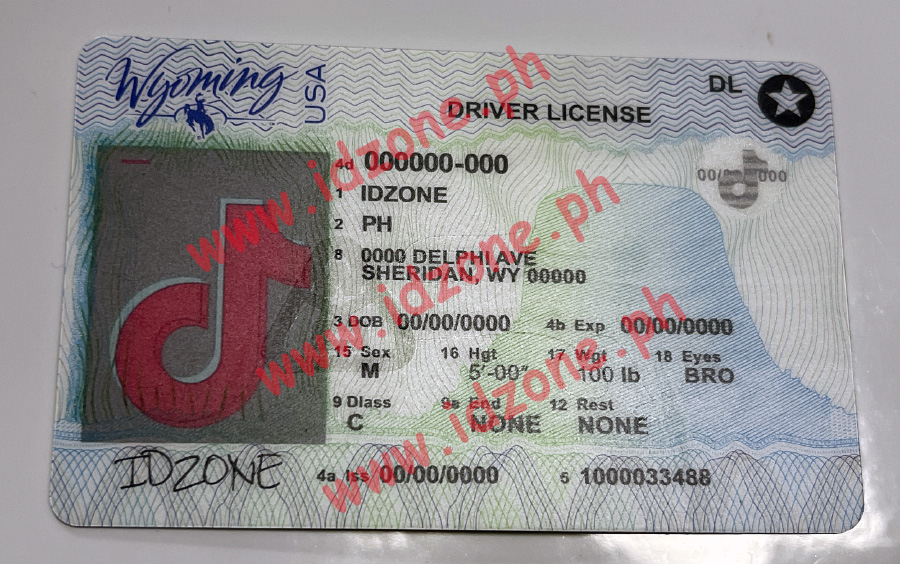 Wyoming USA
DL
DRIVER LICENSE
4d 000000-000
1 IDZONE
2 PH
8 0000 DELPHI AVE
SHERIDAN, WY 00000
3 DOB 00/00/0000 4b Exp 00/00/0000
15 Sex 16 Hgt 17 Wgt 18 Eyes
M 5'-00" 100 lb BRO
9 Dlass 9a End 12 Rest
C NONE NONE
IDZONE
4a Iss 00/00/0000 5 1000033488
www.idzone.ph
www.idzone.ph
www.idzone.ph
www.idzone.ph